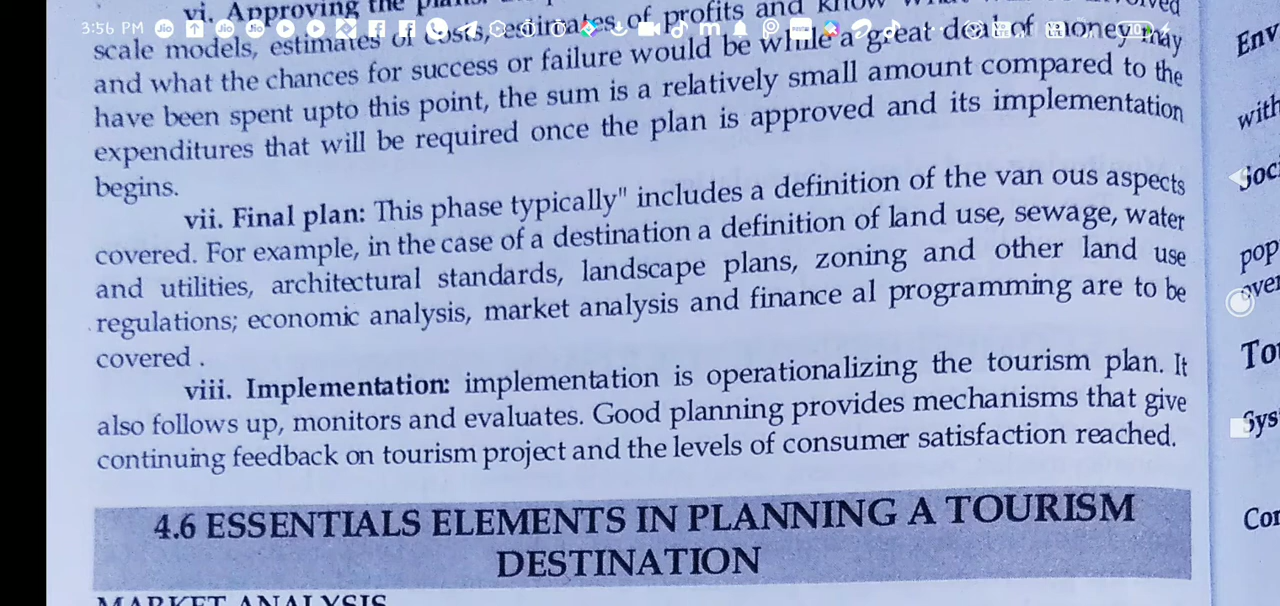 3:56 PM
vi. Approving the
scale models, estimates of costs, estimates of profits and know
and what the chances for success or failure would be while a great deal of money may
have been spent upto this point, the sum is a relatively small amount compared to the
expenditures that will be required once the plan is approved and its implementation
begins.
vii. Final plan: This phase typically" includes a definition of the van ous aspects
covered. For example, in the case of a destination a definition of land use, sewage, water
and utilities, architectural standards, landscape plans, zoning and other land use
regulations; economic analysis, market analysis and finance al programming are to be
covered .
viii. Implementation: implementation is operationalizing the tourism plan. It
also follows up, monitors and evaluates. Good planning provides mechanisms that give
continuing feedback on tourism project and the levels of consumer satisfaction reached.
4.6 ESSENTIALS ELEMENTS IN PLANNING A TOURISM
DESTINATION
MARKET ANALYSIS
Env
with
pop
Sys